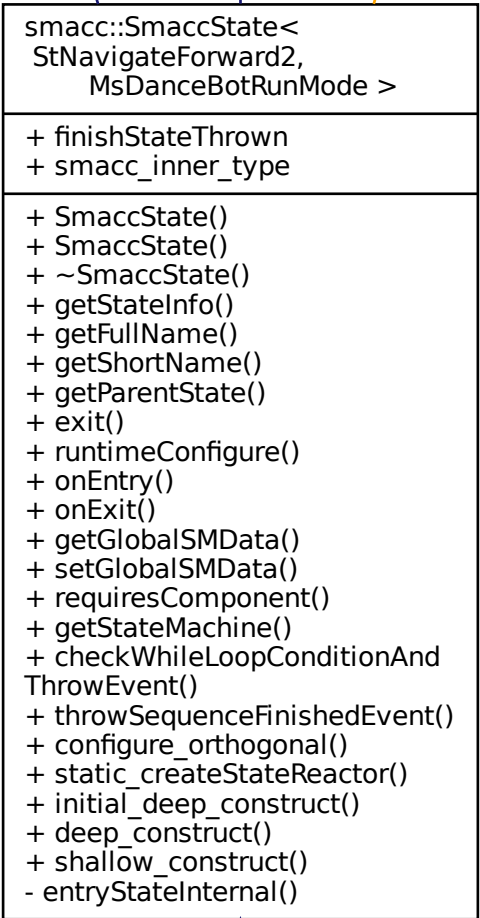 smacc::SmaccState<
StNavigateForward2,
MsDanceBotRunMode >
+ finishStateThrown
+ smacc_inner_type
+ SmaccState()
+ SmaccState()
+ ~SmaccState()
+ getStateInfo()
+ getFullName()
+ getShortName()
+ getParentState()
+ exit()
+ runtimeConfigure()
+ onEntry()
+ onExit()
+ getGlobalSMData()
+ setGlobalSMData()
+ requiresComponent()
+ getStateMachine()
+ checkWhileLoopConditionAnd
ThrowEvent()
+ throwSequenceFinishedEvent()
+ configure_orthogonal()
+ static_createStateReactor()
+ initial_deep_construct()
+ deep_construct()
+ shallow_construct()
- entryStateInternal()